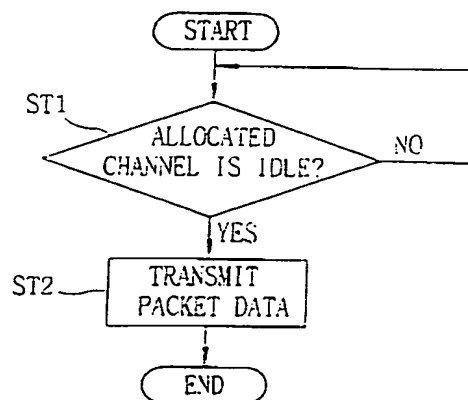 START
ST1
ALLOCATED
CHANNEL IS IDLE?
NO
YES
ST2
TRANSMIT
PACKET DATA
END